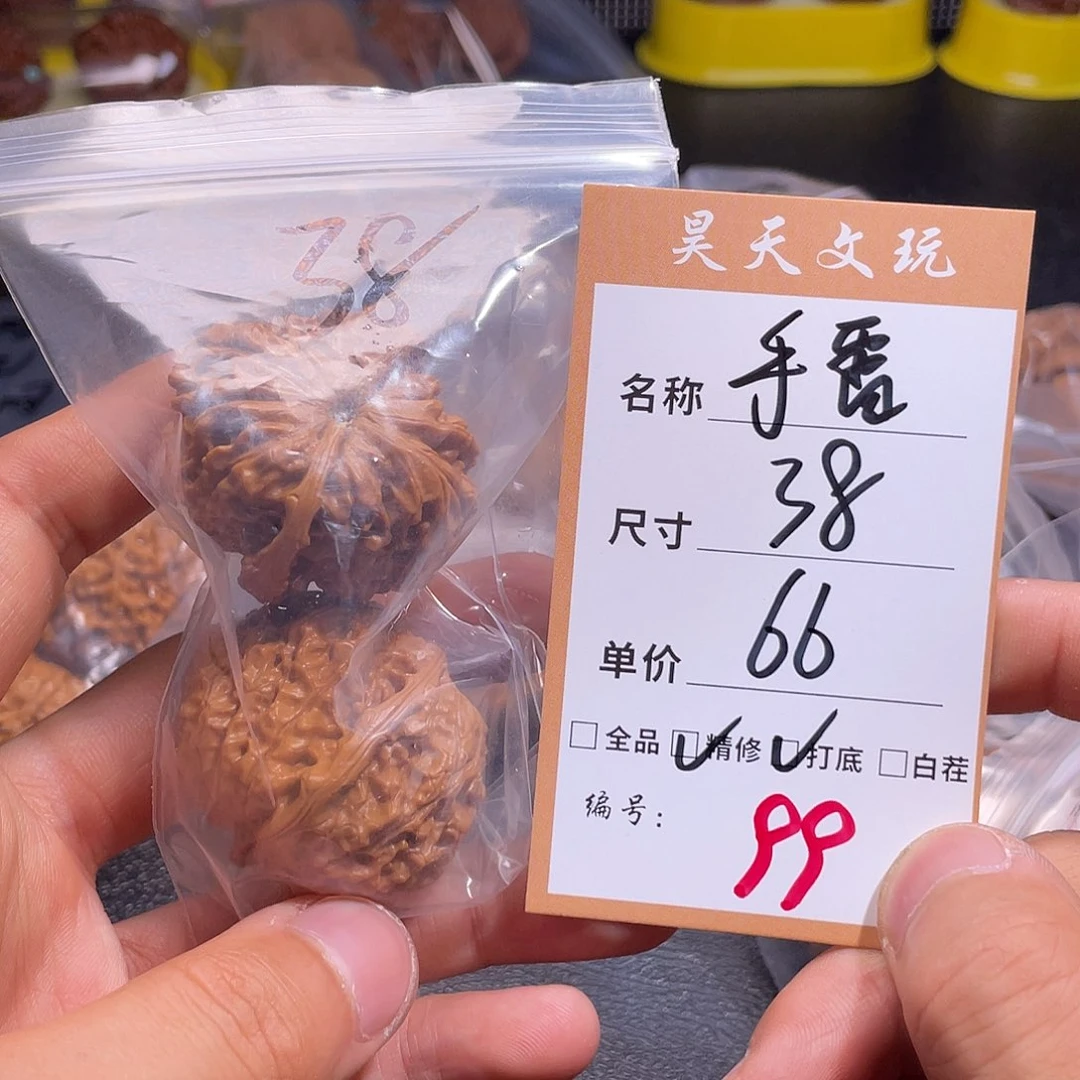 38
昊天文玩
名称 手雷
尺寸 38
单价 66
□全品 ☑精修 ☑打底 □白茬
编号: 99